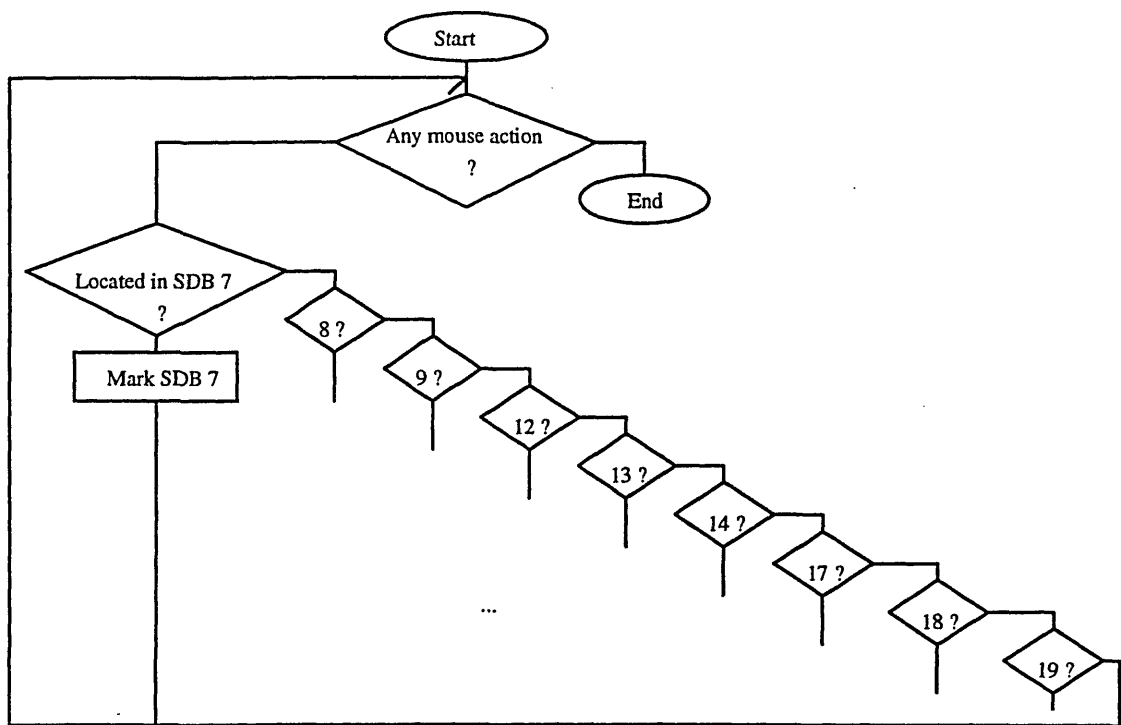 Start
Any mouse action
?
End
Located in SDB 7
?
8 ?
Mark SDB 7
9 ?
12 ?
13 ?
14 ?
17 ?
...
18 ?
19 ?